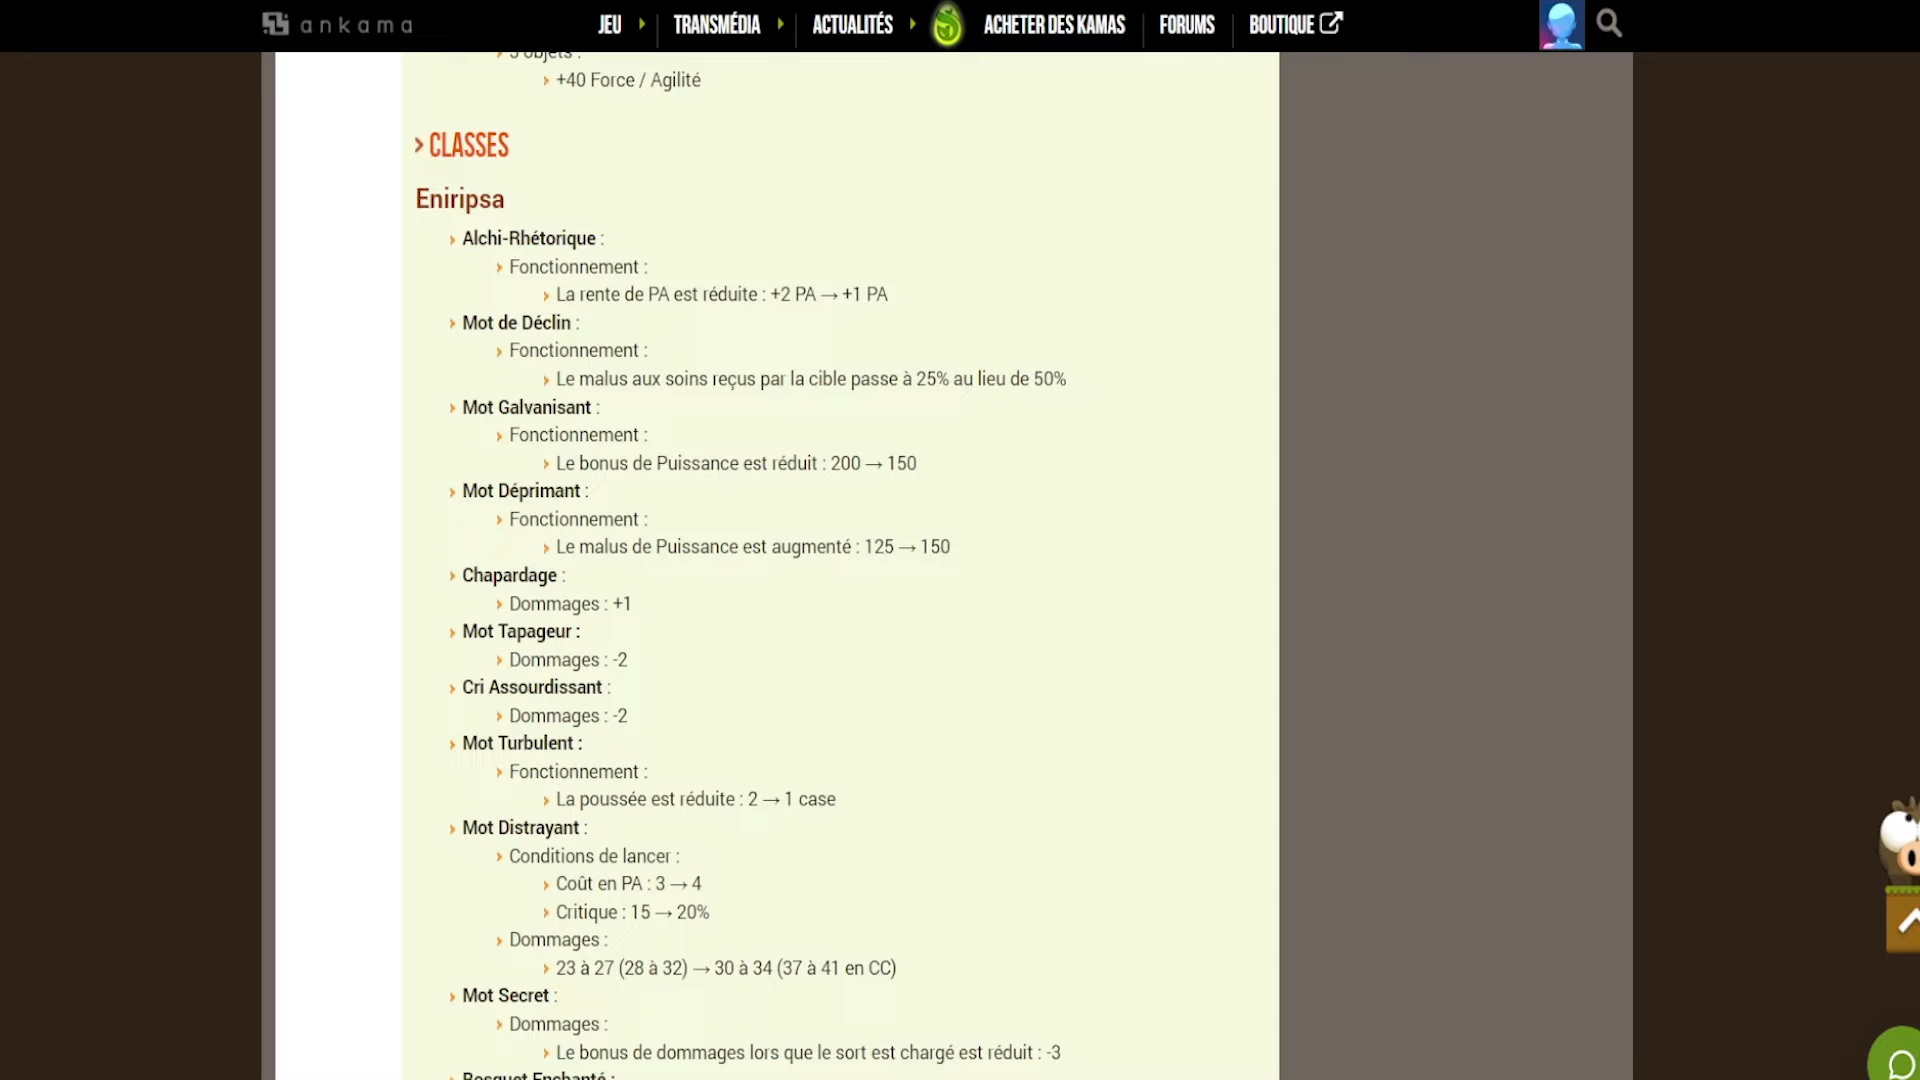 ankama
JEU
TRANSMÉDIA
ACTUALITÉS
ACHETER DES KAMAS
FORUMS
BOUTIQUE
3 objets :
+40 Force / Agilité
CLASSES
Eniripsa
Alchi-Rhétorique :
Fonctionnement :
La rente de PA est réduite : +2 PA → +1 PA
Mot de Déclin :
Fonctionnement :
Le malus aux soins reçus par la cible passe à 25% au lieu de 50%
Mot Galvanisant :
Fonctionnement :
Le bonus de Puissance est réduit : 200 → 150
Mot Déprimant :
Fonctionnement :
Le malus de Puissance est augmenté : 125 → 150
Chapardage :
Dommages : +1
Mot Tapageur :
Dommages : -2
Cri Assourdissant :
Dommages : -2
Mot Turbulent :
Fonctionnement :
La poussée est réduite : 2 → 1 case
Mot Distrayant :
Conditions de lancer :
Coût en PA : 3 → 4
Critique : 15 → 20%
Dommages :
23 à 27 (28 à 32) → 30 à 34 (37 à 41 en CC)
Mot Secret :
Dommages :
Le bonus de dommages lors que le sort est chargé est réduit : -3
Bosquet Enchanté :